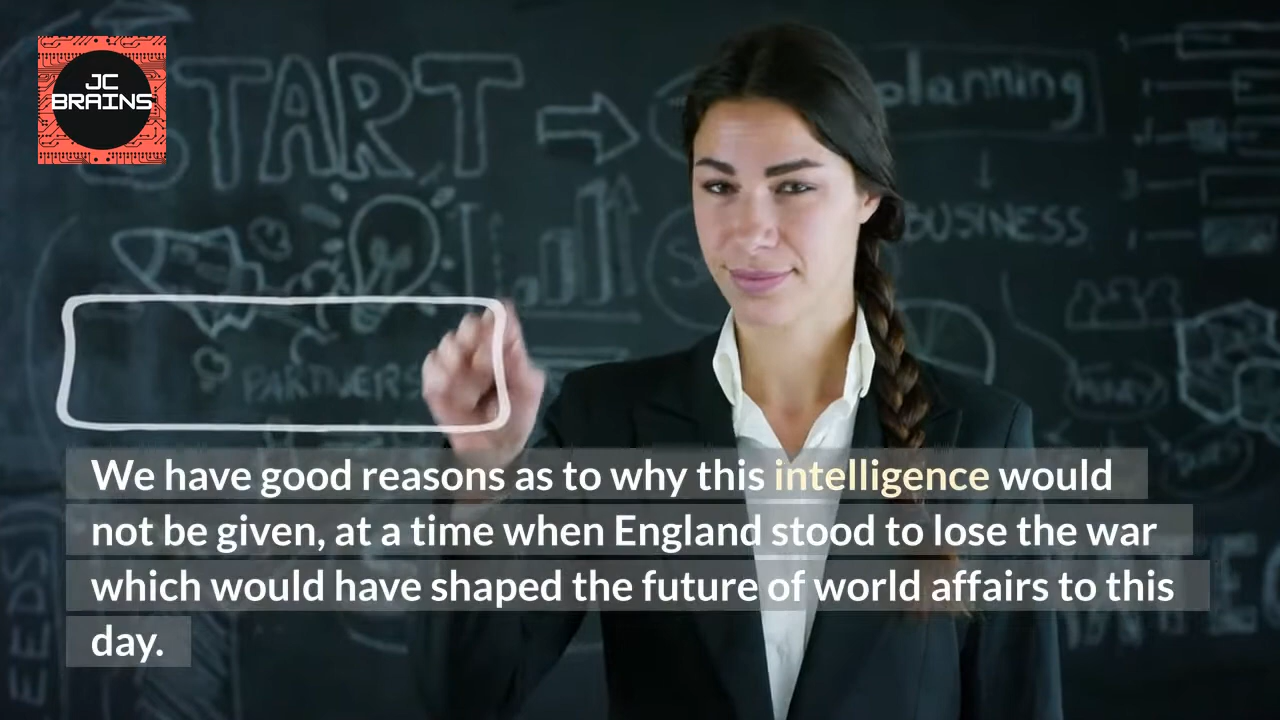 JC
BRAINS
START
planning
BUSINESS
PARTNERS
We have good reasons as to why this intelligence would
not be given, at a time when England stood to lose the war
which would have shaped the future of world affairs to this
day.